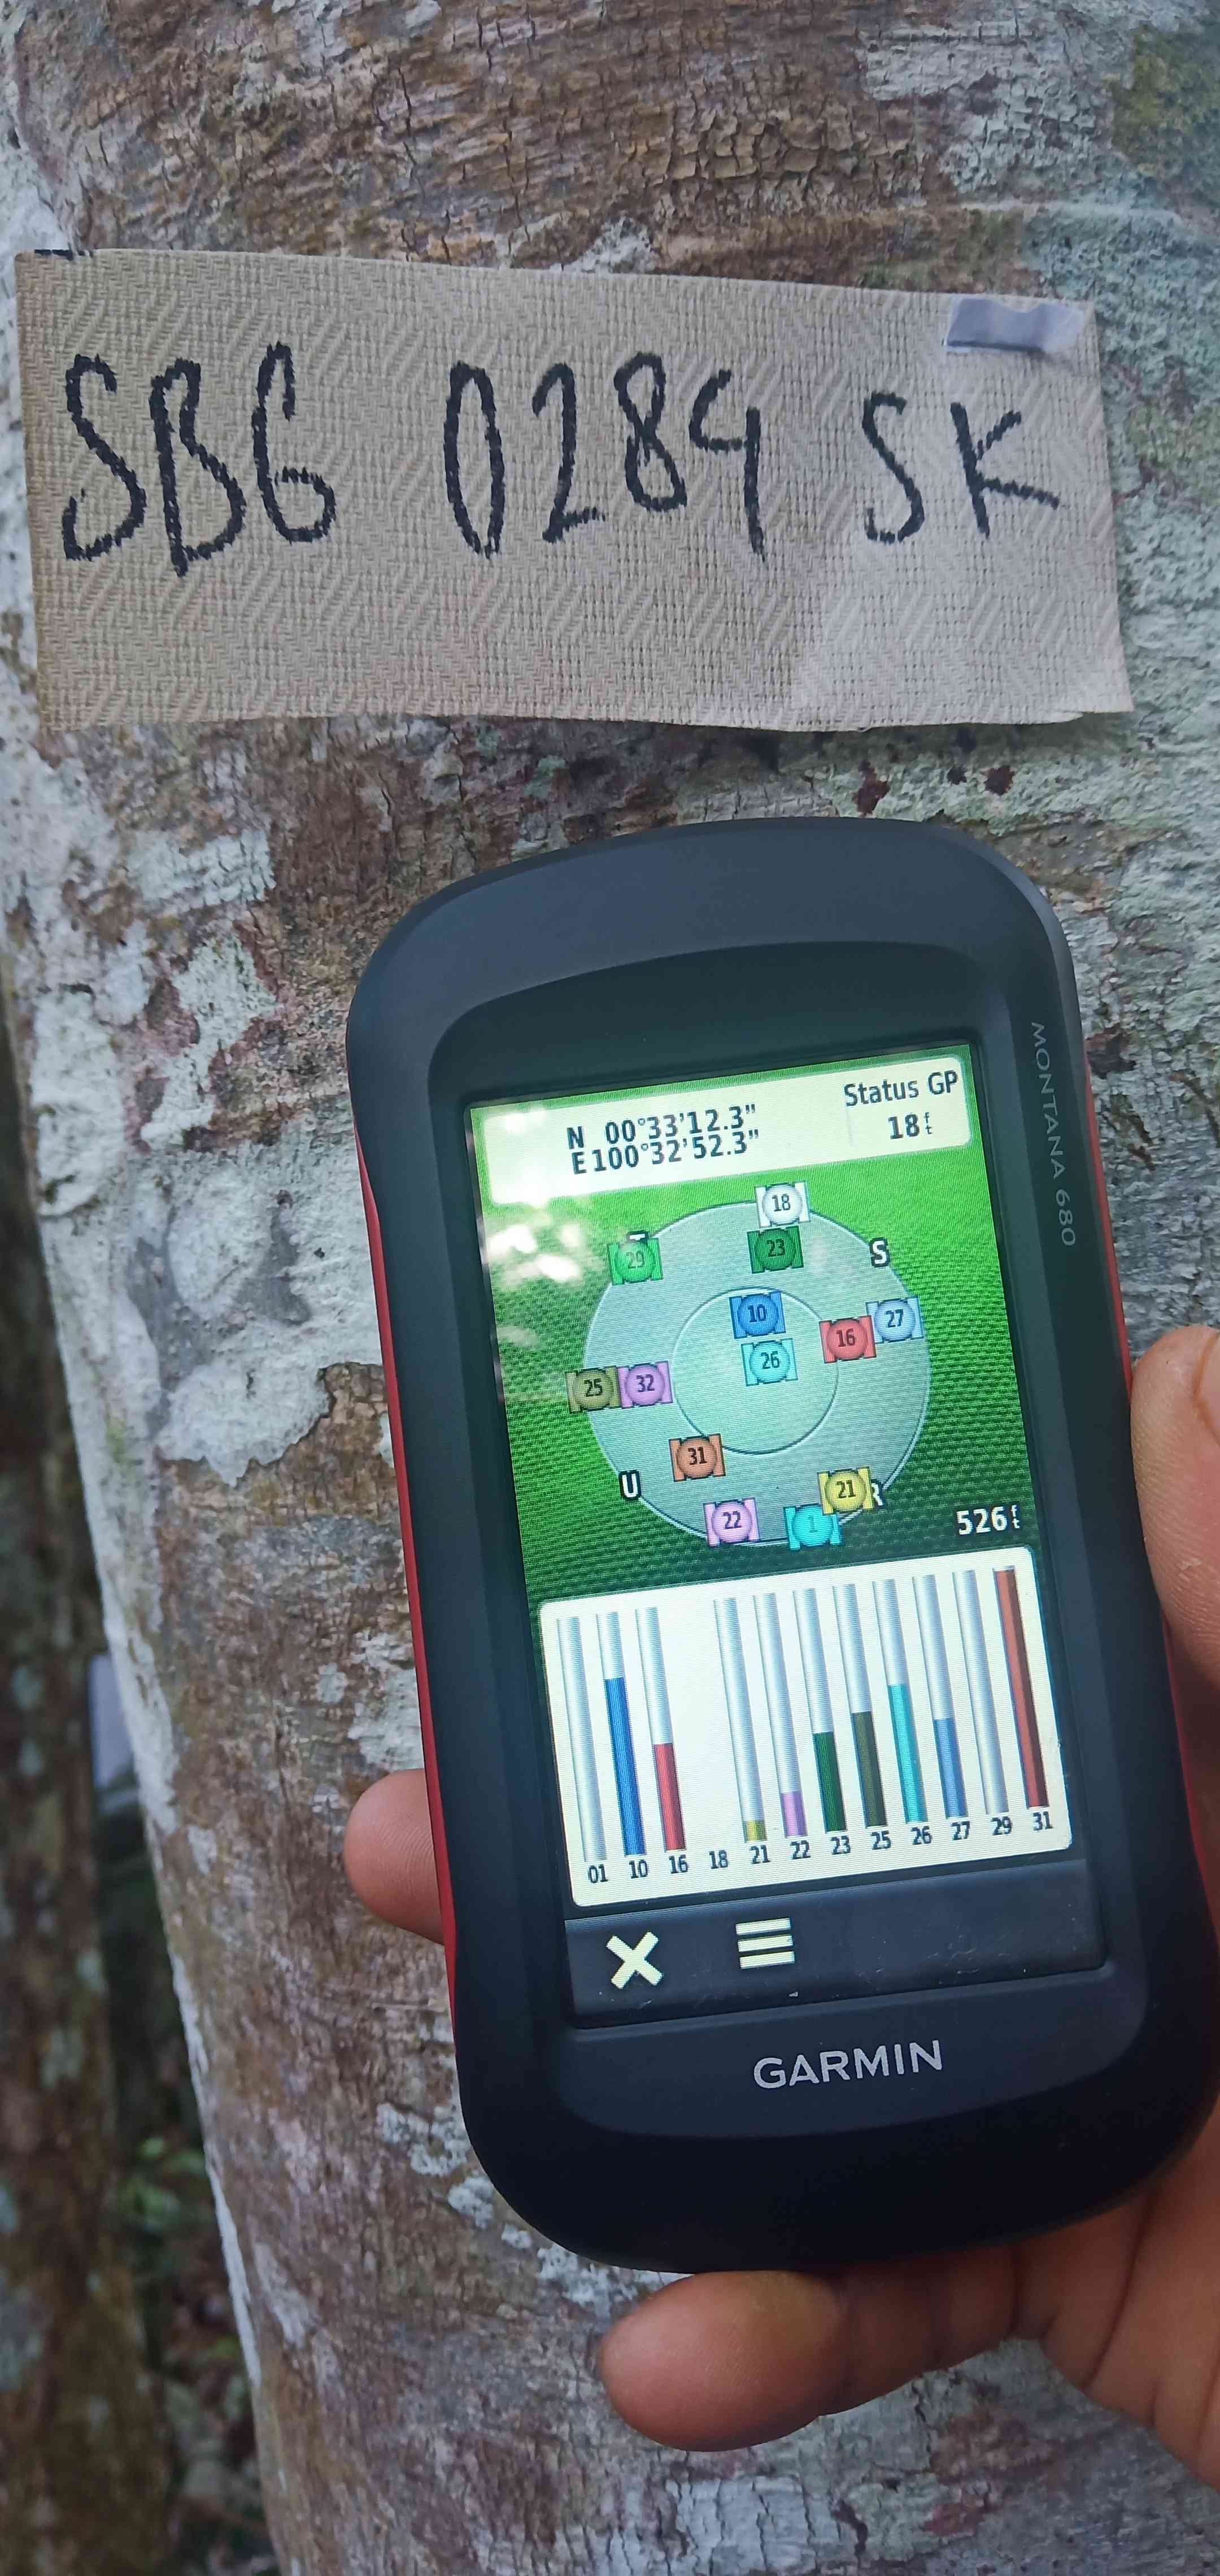 SBG 0284 SK
MONTANA 680
Status GP
N 00°33'12.3"
E 100°32'52.3"
18 ft
18
29
23
S
10
27
16
26
25
32
31
U
21
22
1
526 ft
01 10 16 18 21 22 23 25 26 27 29 31
GARMIN